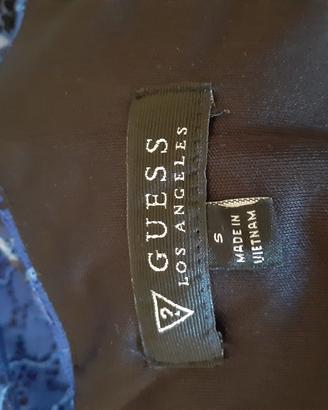 ?
GUESS
LOS ANGELES
S
MADE IN
VIETNAM